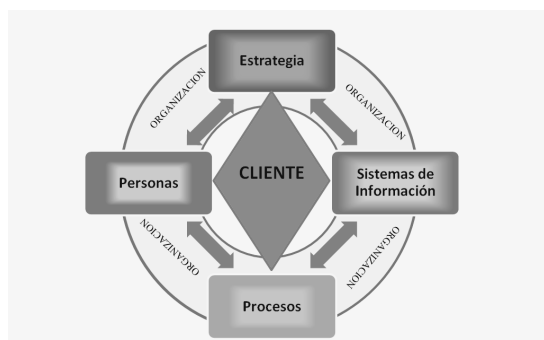 Estrategia
ORGANIZACION
ORGANIZACION
Personas
CLIENTE
Sistemas de
Información
ORGANIZACION
ORGANIZACION
Procesos